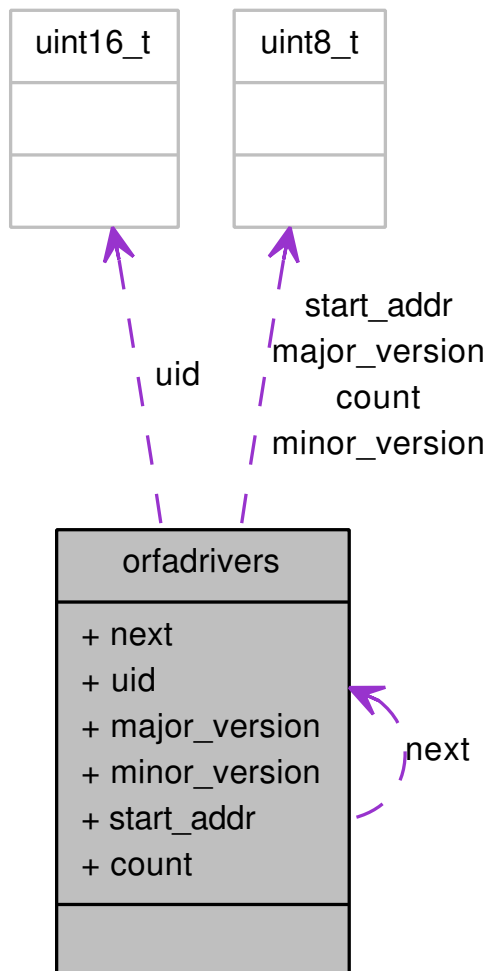 uint16_t
uint8_t
start_addr
major_version
count
minor_version
uid
orfadrivers
+ next
+ uid
+ major_version
+ minor_version
+ start_addr
+ count
next